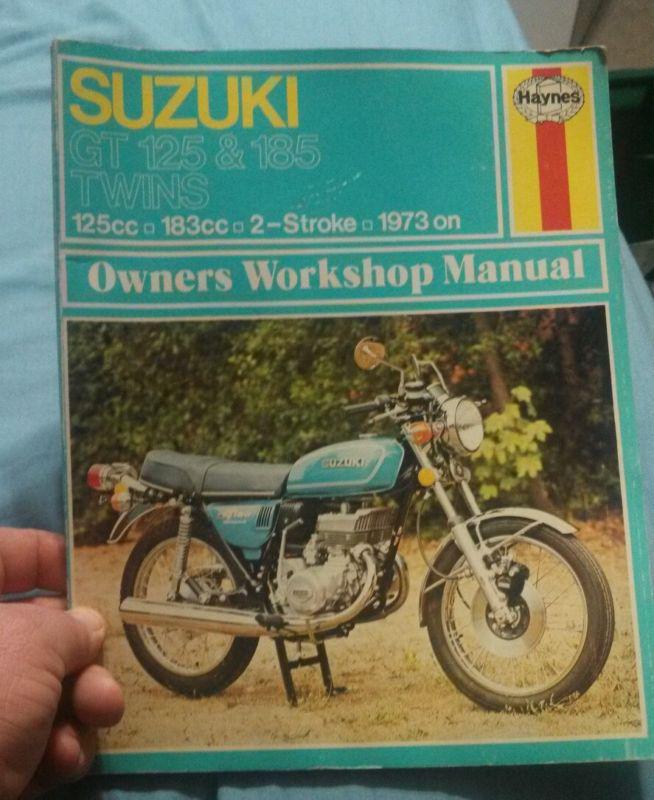 SUZUKI
GT 125 & 185
TWINS
125cc ▫ 183cc ▫ 2-Stroke ▫ 1973 on
Haynes
Owners Workshop Manual
SUZUKI